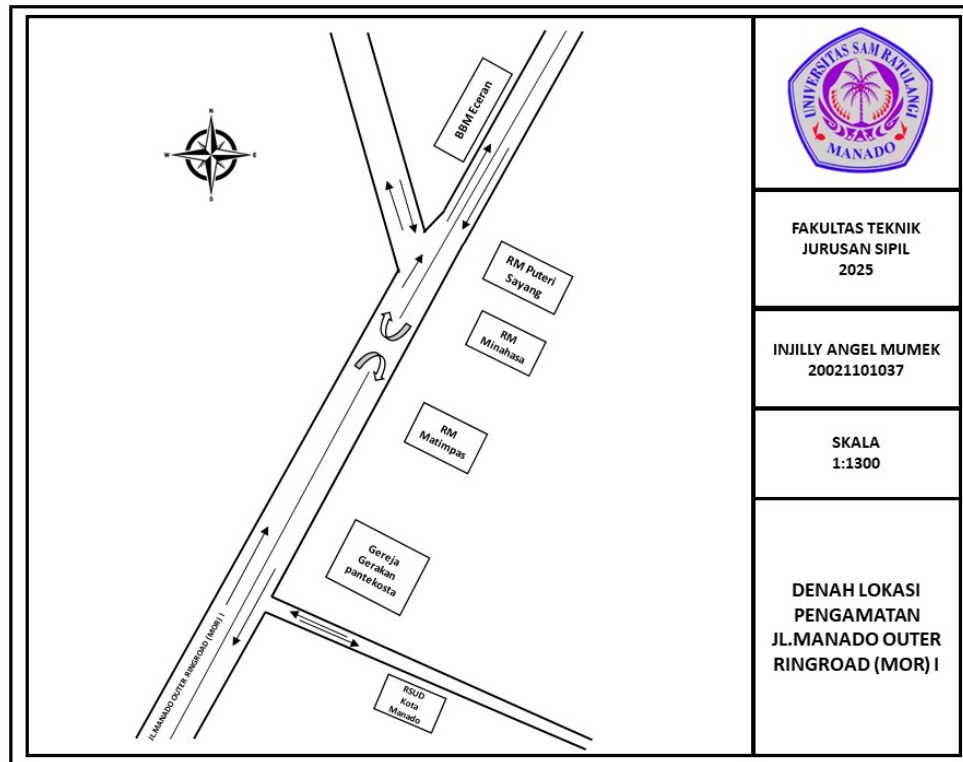 N
W
E
S
BBM Eceran
RM Puteri
Sayang
RM
Minahasa
RM
Matimpas
Gereja
Gerakan
pantekosta
RSUD
Kota
Manado
JL.MANADO OUTER RINGROAD (MOR) I
UNIVERSITAS SAM RATULANGI
MANADO
FAKULTAS TEKNIK
JURUSAN SIPIL
2025
INJILLY ANGEL MUMEK
20021101037
SKALA
1:1300
DENAH LOKASI
PENGAMATAN
JL.MANADO OUTER
RINGROAD (MOR) I